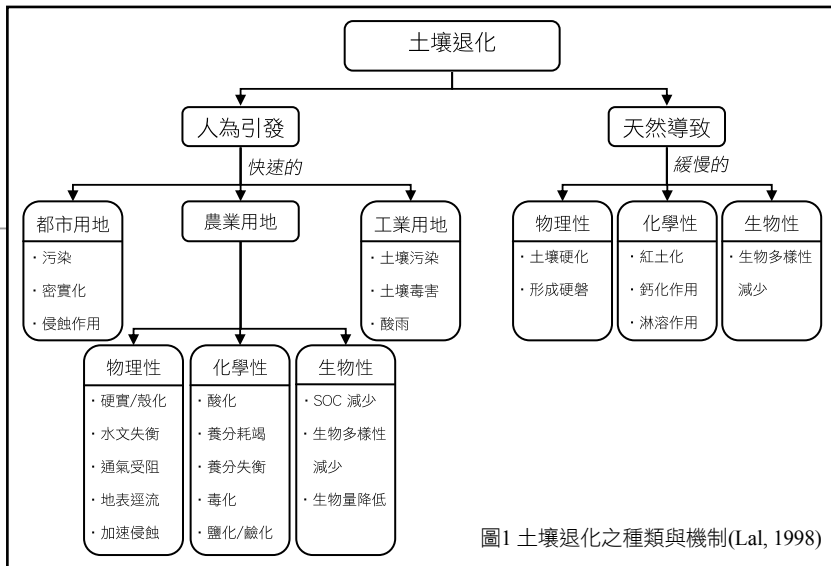 土壤退化
人為引發
天然導致
快速的
緩慢的
都市用地
・污染
・密實化
・侵蝕作用
農業用地
工業用地
・土壤污染
・土壤毒害
・酸雨
物理性
・土壤硬化
・形成硬磐
化學性
・紅土化
・鈣化作用
・淋溶作用
生物性
・生物多樣性
減少
物理性
・硬實/殼化
・水文失衡
・通氣受阻
・地表逕流
・加速侵蝕
化學性
・酸化
・養分耗竭
・養分失衡
・毒化
・鹽化/鹼化
生物性
・SOC 減少
・生物多樣性
減少
・生物量降低
圖1 土壤退化之種類與機制(Lal, 1998)